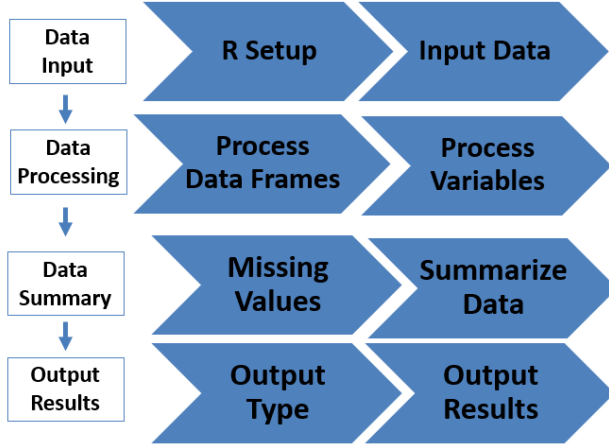 Data
Input
R Setup
Input Data
Data
Processing
Process
Data Frames
Process
Variables
Data
Summary
Missing
Values
Summarize
Data
Output
Results
Output
Type
Output
Results